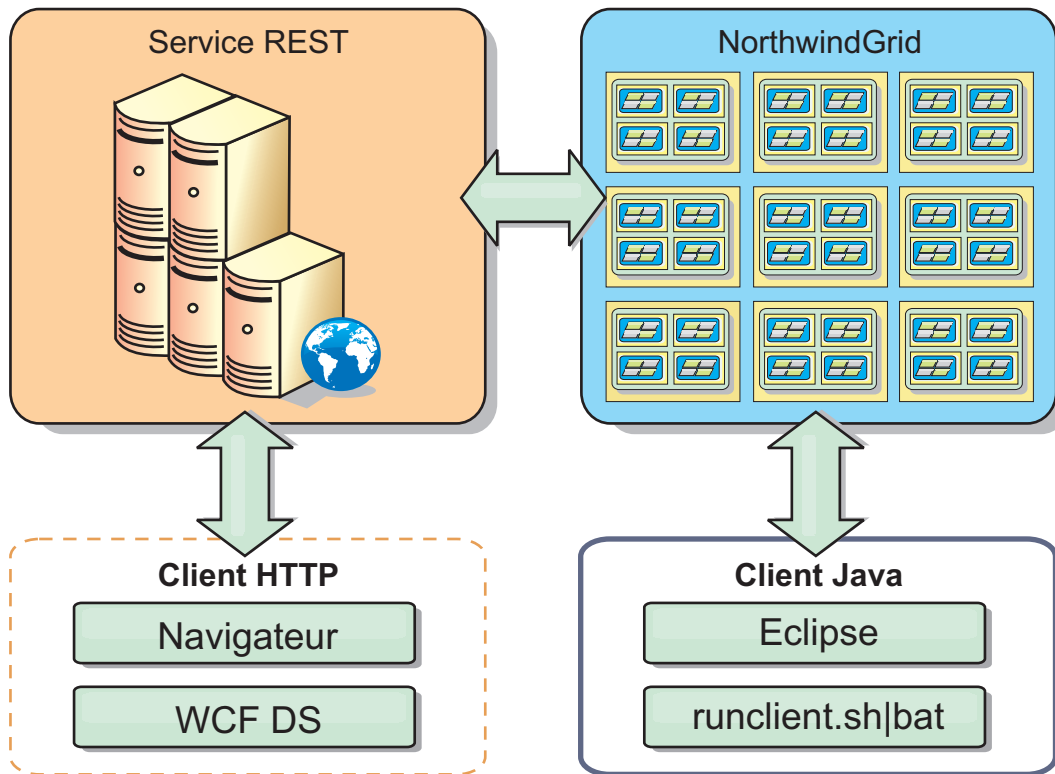 Service REST
NorthwindGrid
Client HTTP
Navigateur
WCF DS
Client Java
Eclipse
runclient.sh|bat